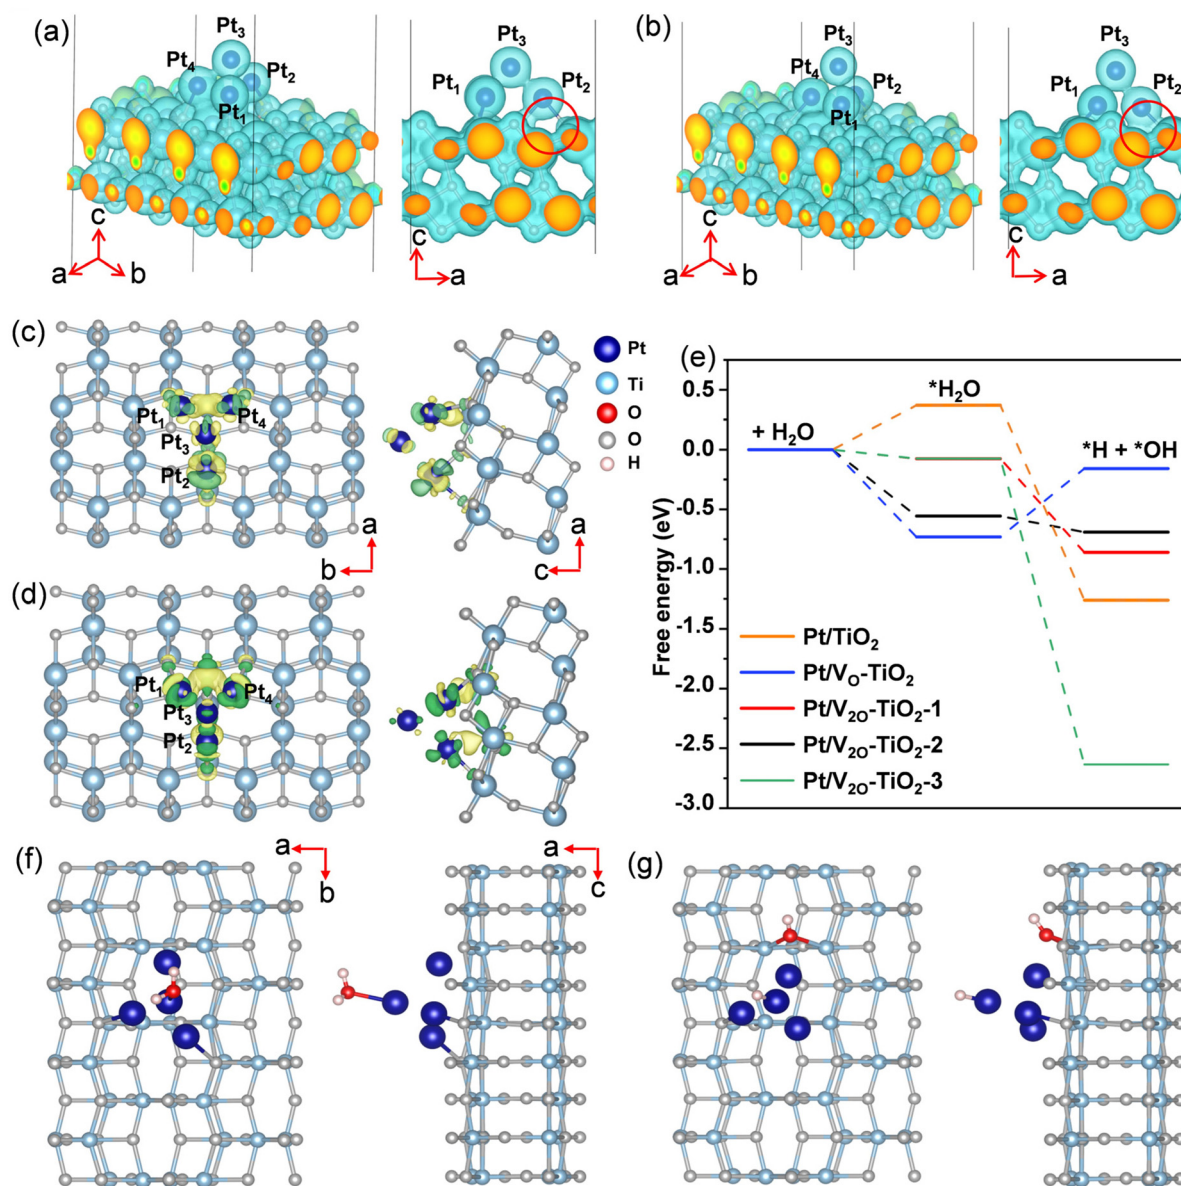 (a)
Pt₃
Pt₄
Pt₂
Pt₁
c
a
b
Pt₃
Pt₁
Pt₂
c
a
(b)
Pt₃
Pt₄
Pt₂
Pt₁
c
a
b
Pt₃
Pt₁
Pt₂
c
a
(c)
Pt₁
Pt₄
Pt₃
Pt₂
a
b
a
c
Pt
Ti
O
O
H
(d)
Pt₁
Pt₄
Pt₃
Pt₂
(e)
Free energy (eV)
0.5
0.0
-0.5
-1.0
-1.5
-2.0
-2.5
-3.0
+ H₂O
*H₂O
*H + *OH
Pt/TiO₂
Pt/V_O-TiO₂
Pt/V₂O-TiO₂-1
Pt/V₂O-TiO₂-2
Pt/V₂O-TiO₂-3
(f)
a
b
a
c
(g)